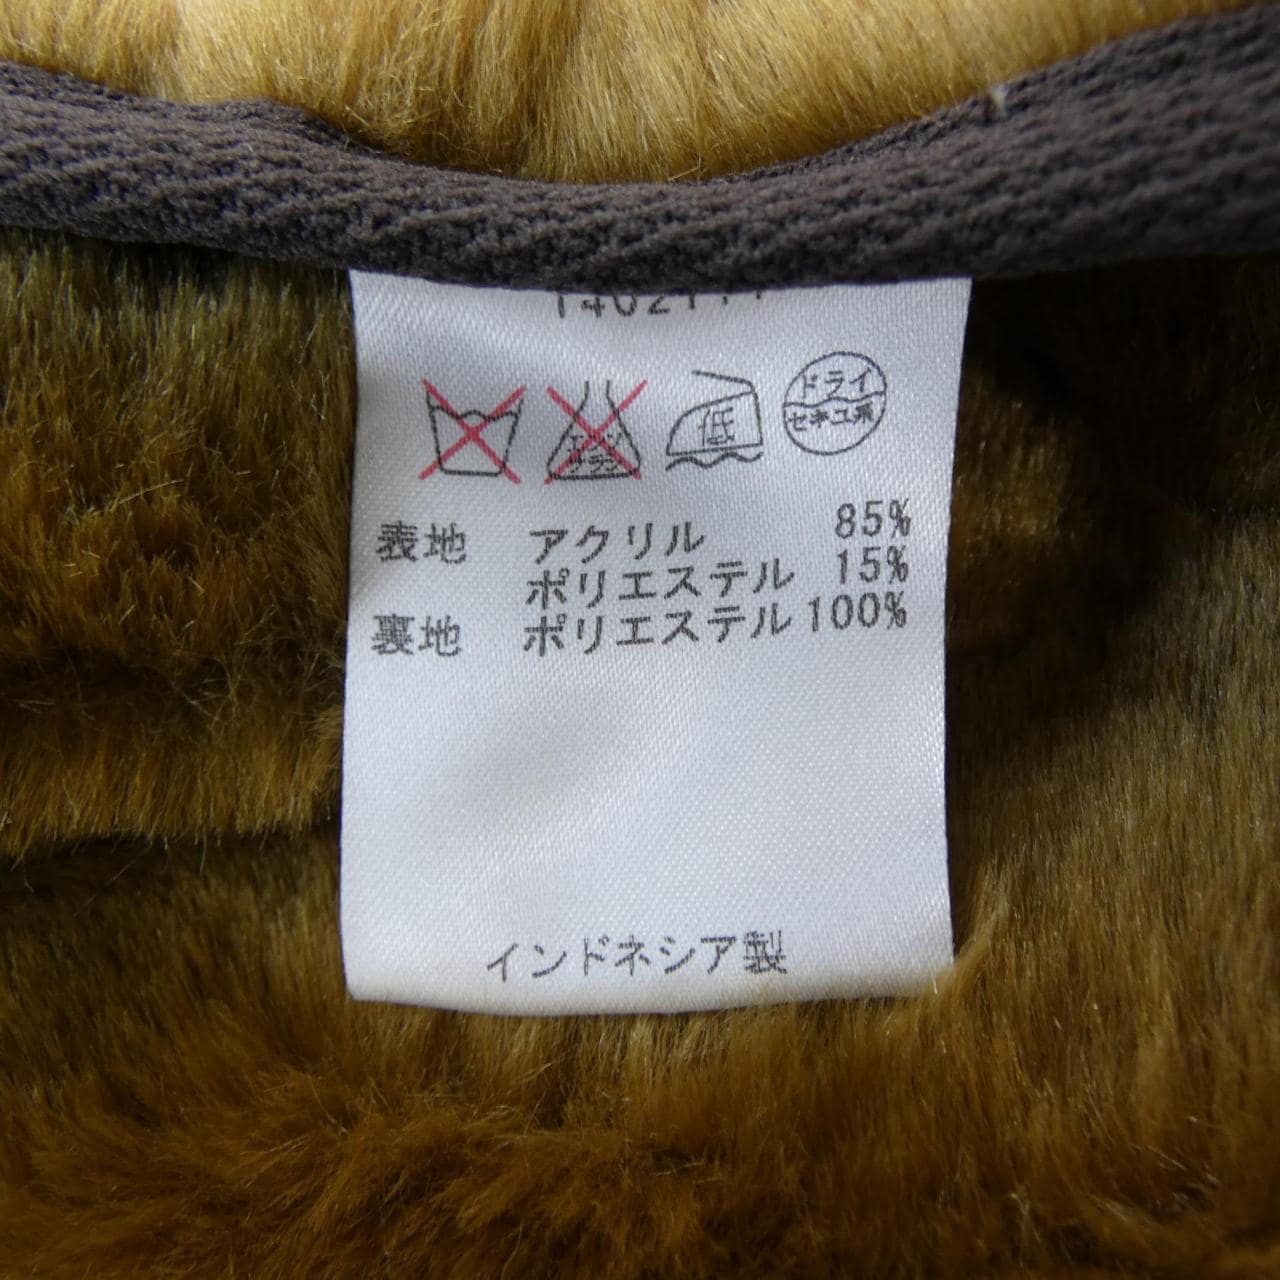 低
ドライ
セキユ系
表地 アクリル 85%
ポリエステル 15%
裏地 ポリエステル 100%
インドネシア製